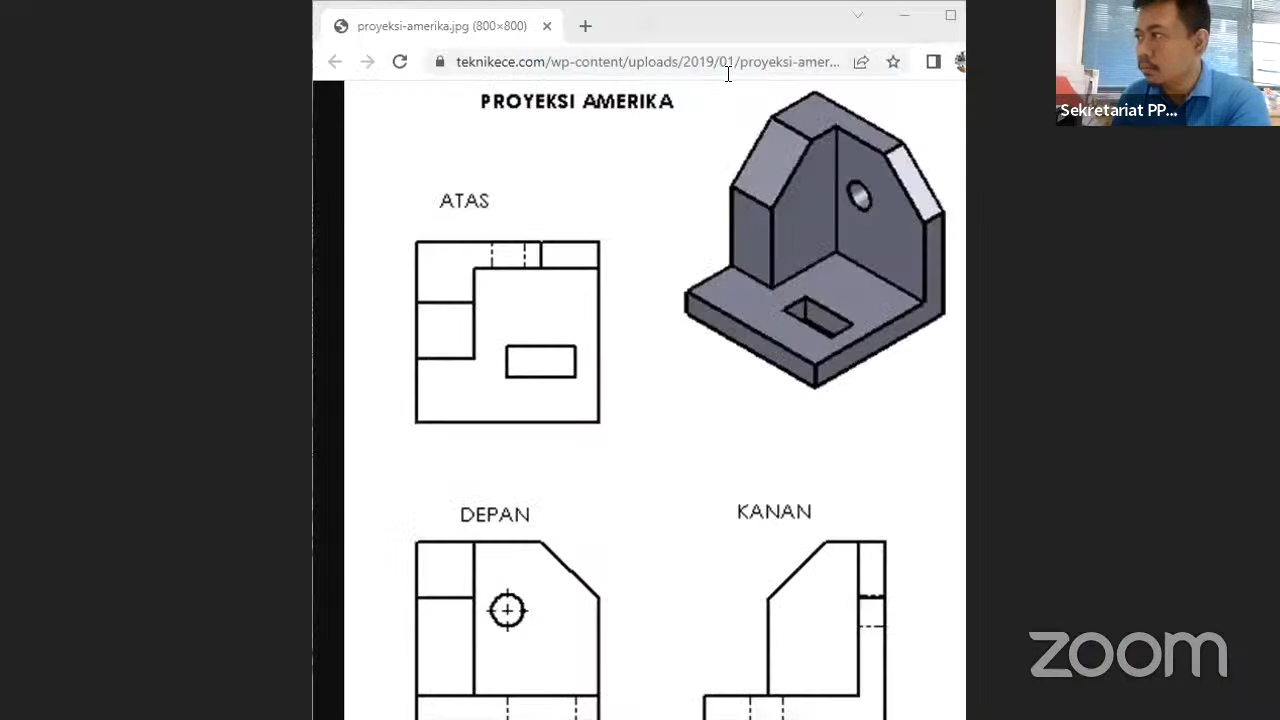 proyeksi-amerika.jpg (800×800)
teknikece.com/wp-content/uploads/2019/01/proyeksi-amer...
PROYEKSI AMERIKA
Sekretariat PP...
ATAS
DEPAN
KANAN
zoom